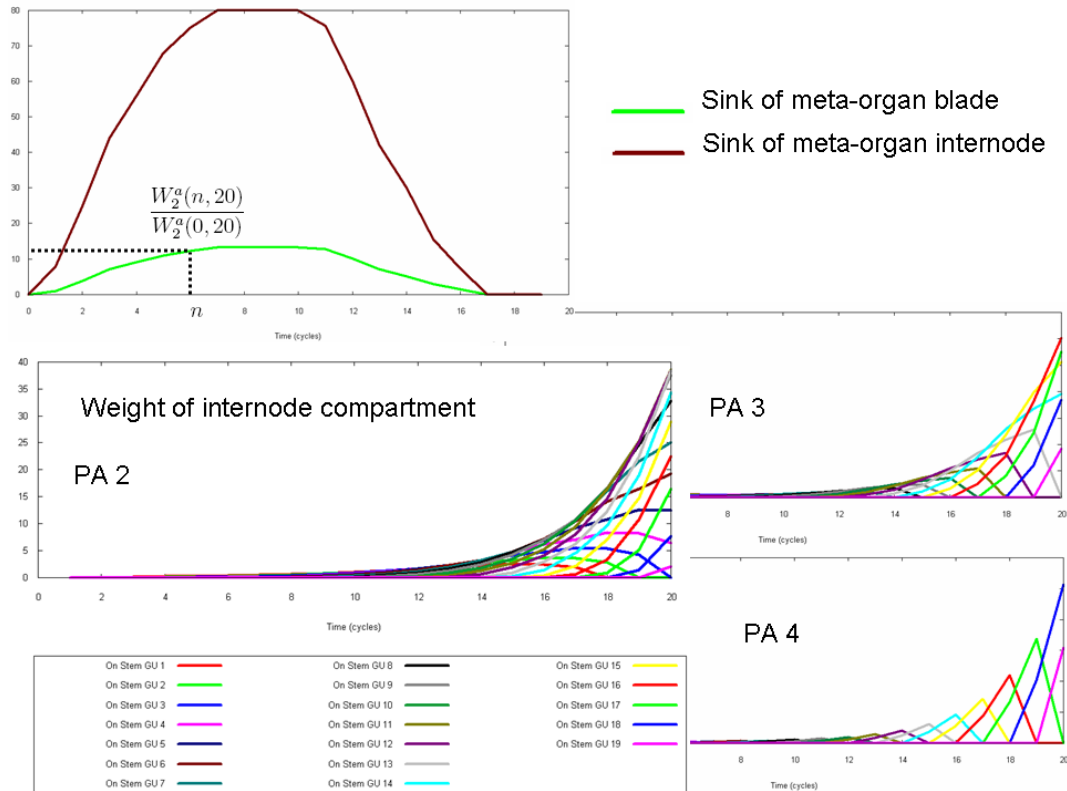 80
70
60
50
40
30
20
10
0
0 2 4 6 8 10 12 14 16 18 20
Time (cycles)
W_2^a(n, 20)
W_2^a(0, 20)
n
Sink of meta-organ blade
Sink of meta-organ internode
40
35
30
25
20
15
10
5
0
0 2 4 6 8 10 12 14 16 18 20
Time (cycles)
Weight of internode compartment
PA 2
PA 3
8 10 12 14 16 18 20
Time (cycles)
PA 4
8 10 12 14 16 18 20
Time (cycles)
On Stem GU 1
On Stem GU 2
On Stem GU 3
On Stem GU 4
On Stem GU 5
On Stem GU 6
On Stem GU 7
On Stem GU 8
On Stem GU 9
On Stem GU 10
On Stem GU 11
On Stem GU 12
On Stem GU 13
On Stem GU 14
On Stem GU 15
On Stem GU 16
On Stem GU 17
On Stem GU 18
On Stem GU 19